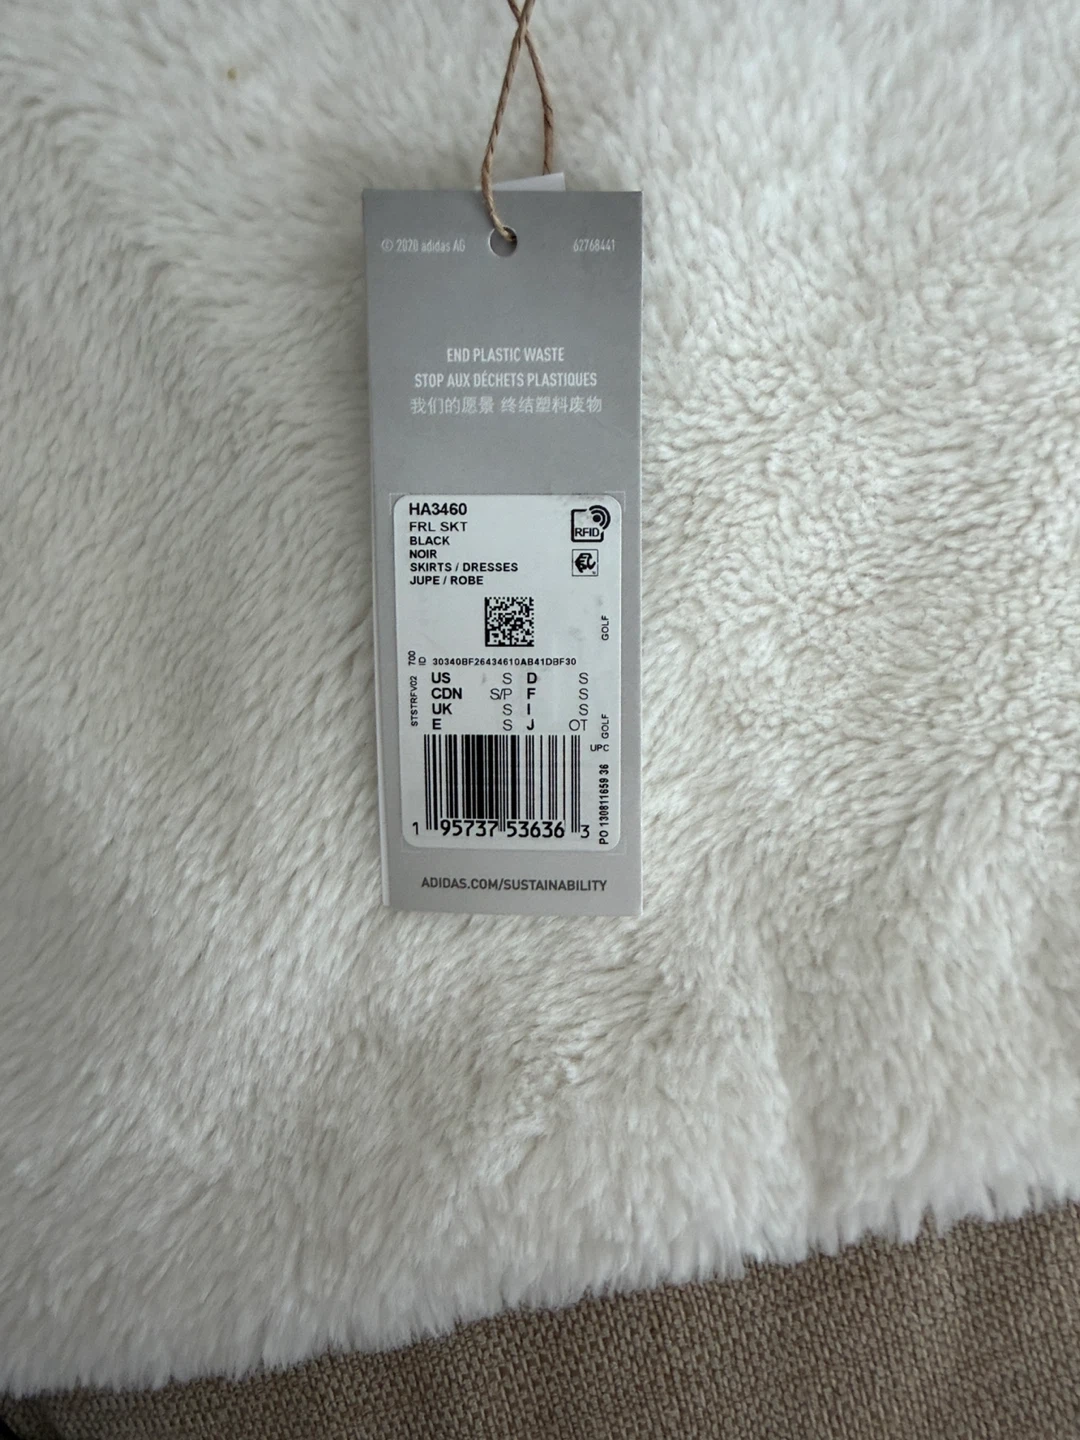 © 2020 adidas AG
62768441
END PLASTIC WASTE
STOP AUX DÉCHETS PLASTIQUES
我们的愿景 终结塑料废物
HA3460
FRL SKT
BLACK
NOIR
SKIRTS / DRESSES
JUPE / ROBE
RFID
GOLF
700
ID 30340BF26434610AB41DBF30
STSTRFV02
US S D S
CDN S/P F S
UK S I S
E S J OT
GOLF
UPC
1 95737 53636 3
PO 130811659 36
ADIDAS.COM/SUSTAINABILITY